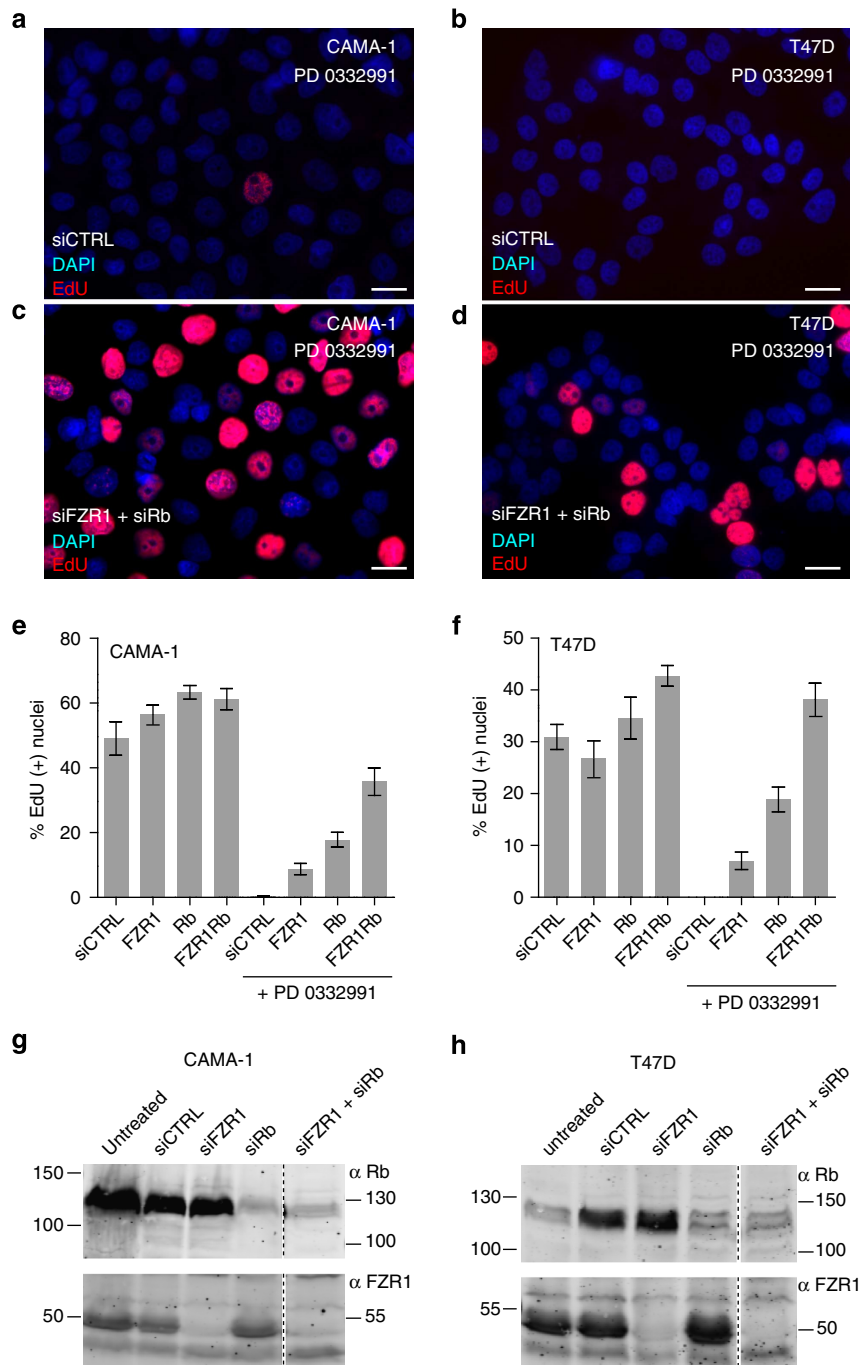 a
CAMA-1
PD 0332991
siCTRL
DAPI
EdU
b
T47D
PD 0332991
siCTRL
DAPI
EdU
c
CAMA-1
PD 0332991
siFZR1 + siRb
DAPI
EdU
d
T47D
PD 0332991
siFZR1 + siRb
DAPI
EdU
e
CAMA-1
% EdU (+) nuclei
80
60
40
20
0
siCTRL
FZR1
Rb
FZR1Rb
siCTRL
FZR1
Rb
FZR1Rb
+ PD 0332991
f
T47D
% EdU (+) nuclei
50
40
30
20
10
0
siCTRL
FZR1
Rb
FZR1Rb
siCTRL
FZR1
Rb
FZR1Rb
+ PD 0332991
g
CAMA-1
Untreated
siCTRL
siFZR1
siRb
siFZR1 + siRb
150
100
α Rb
130
100
50
α FZR1
55
h
T47D
untreated
siCTRL
siFZR1
siRb
siFZR1 + siRb
130
100
α Rb
150
100
55
α FZR1
50